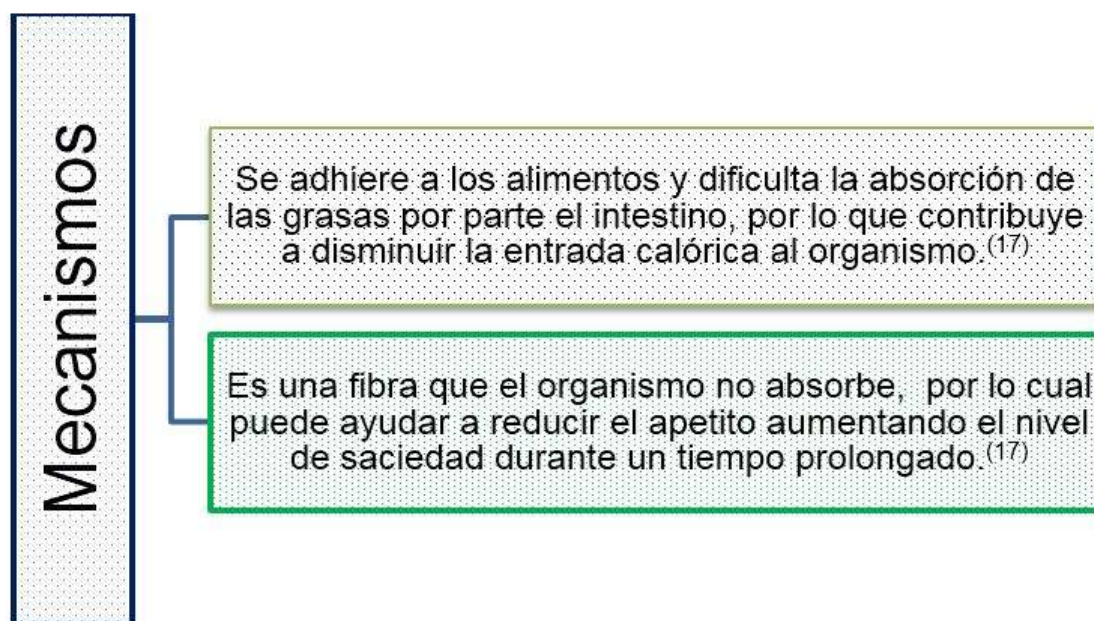 Mecanismos
Se adhiere a los alimentos y dificulta la absorción de
las grasas por parte el intestino, por lo que contribuye
a disminuir la entrada calórica al organismo.(17)
Es una fibra que el organismo no absorbe, por lo cual
puede ayudar a reducir el apetito aumentando el nivel
de saciedad durante un tiempo prolongado.(17)